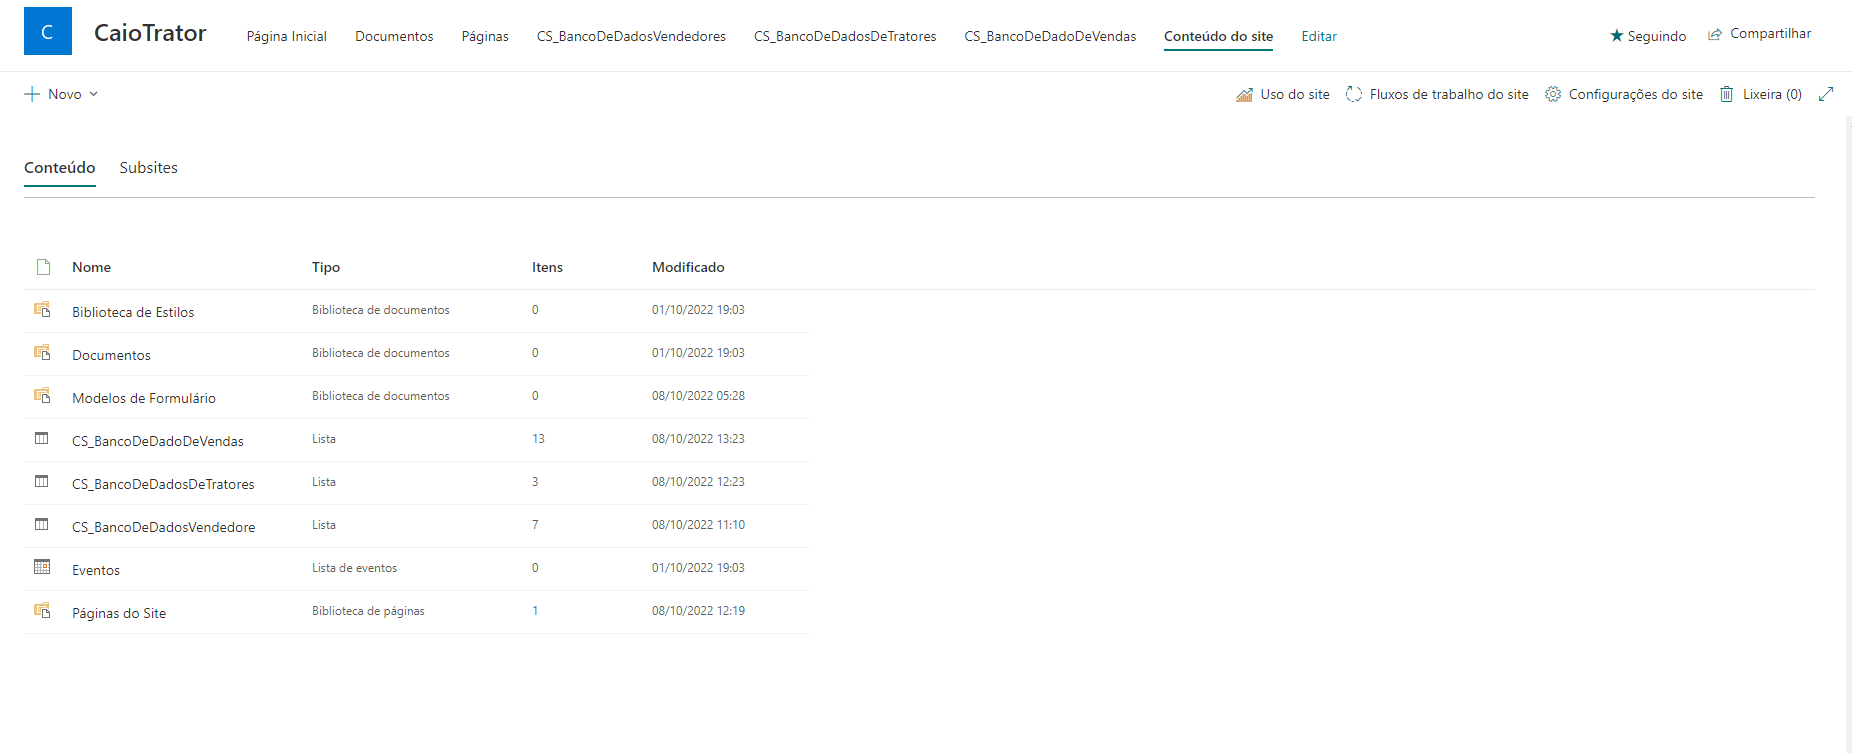 C
CaioTrator
Página Inicial Documentos Páginas CS_BancoDeDadosVendedores CS_BancoDeDadosDeTratores CS_BancoDeDadoDeVendas Conteúdo do site Editar
Seguindo Compartilhar
Novo
Uso do site Fluxos de trabalho do site Configurações do site Lixeira (0)
Conteúdo Subsites
Nome Tipo Itens Modificado
Biblioteca de Estilos Biblioteca de documentos 0 01/10/2022 19:03
Documentos Biblioteca de documentos 0 01/10/2022 19:03
Modelos de Formulário Biblioteca de documentos 0 08/10/2022 05:28
CS_BancoDeDadoDeVendas Lista 13 08/10/2022 13:23
CS_BancoDeDadosDeTratores Lista 3 08/10/2022 12:23
CS_BancoDeDadosVendedore Lista 7 08/10/2022 11:10
Eventos Lista de eventos 0 01/10/2022 19:03
Páginas do Site Biblioteca de páginas 1 08/10/2022 12:19